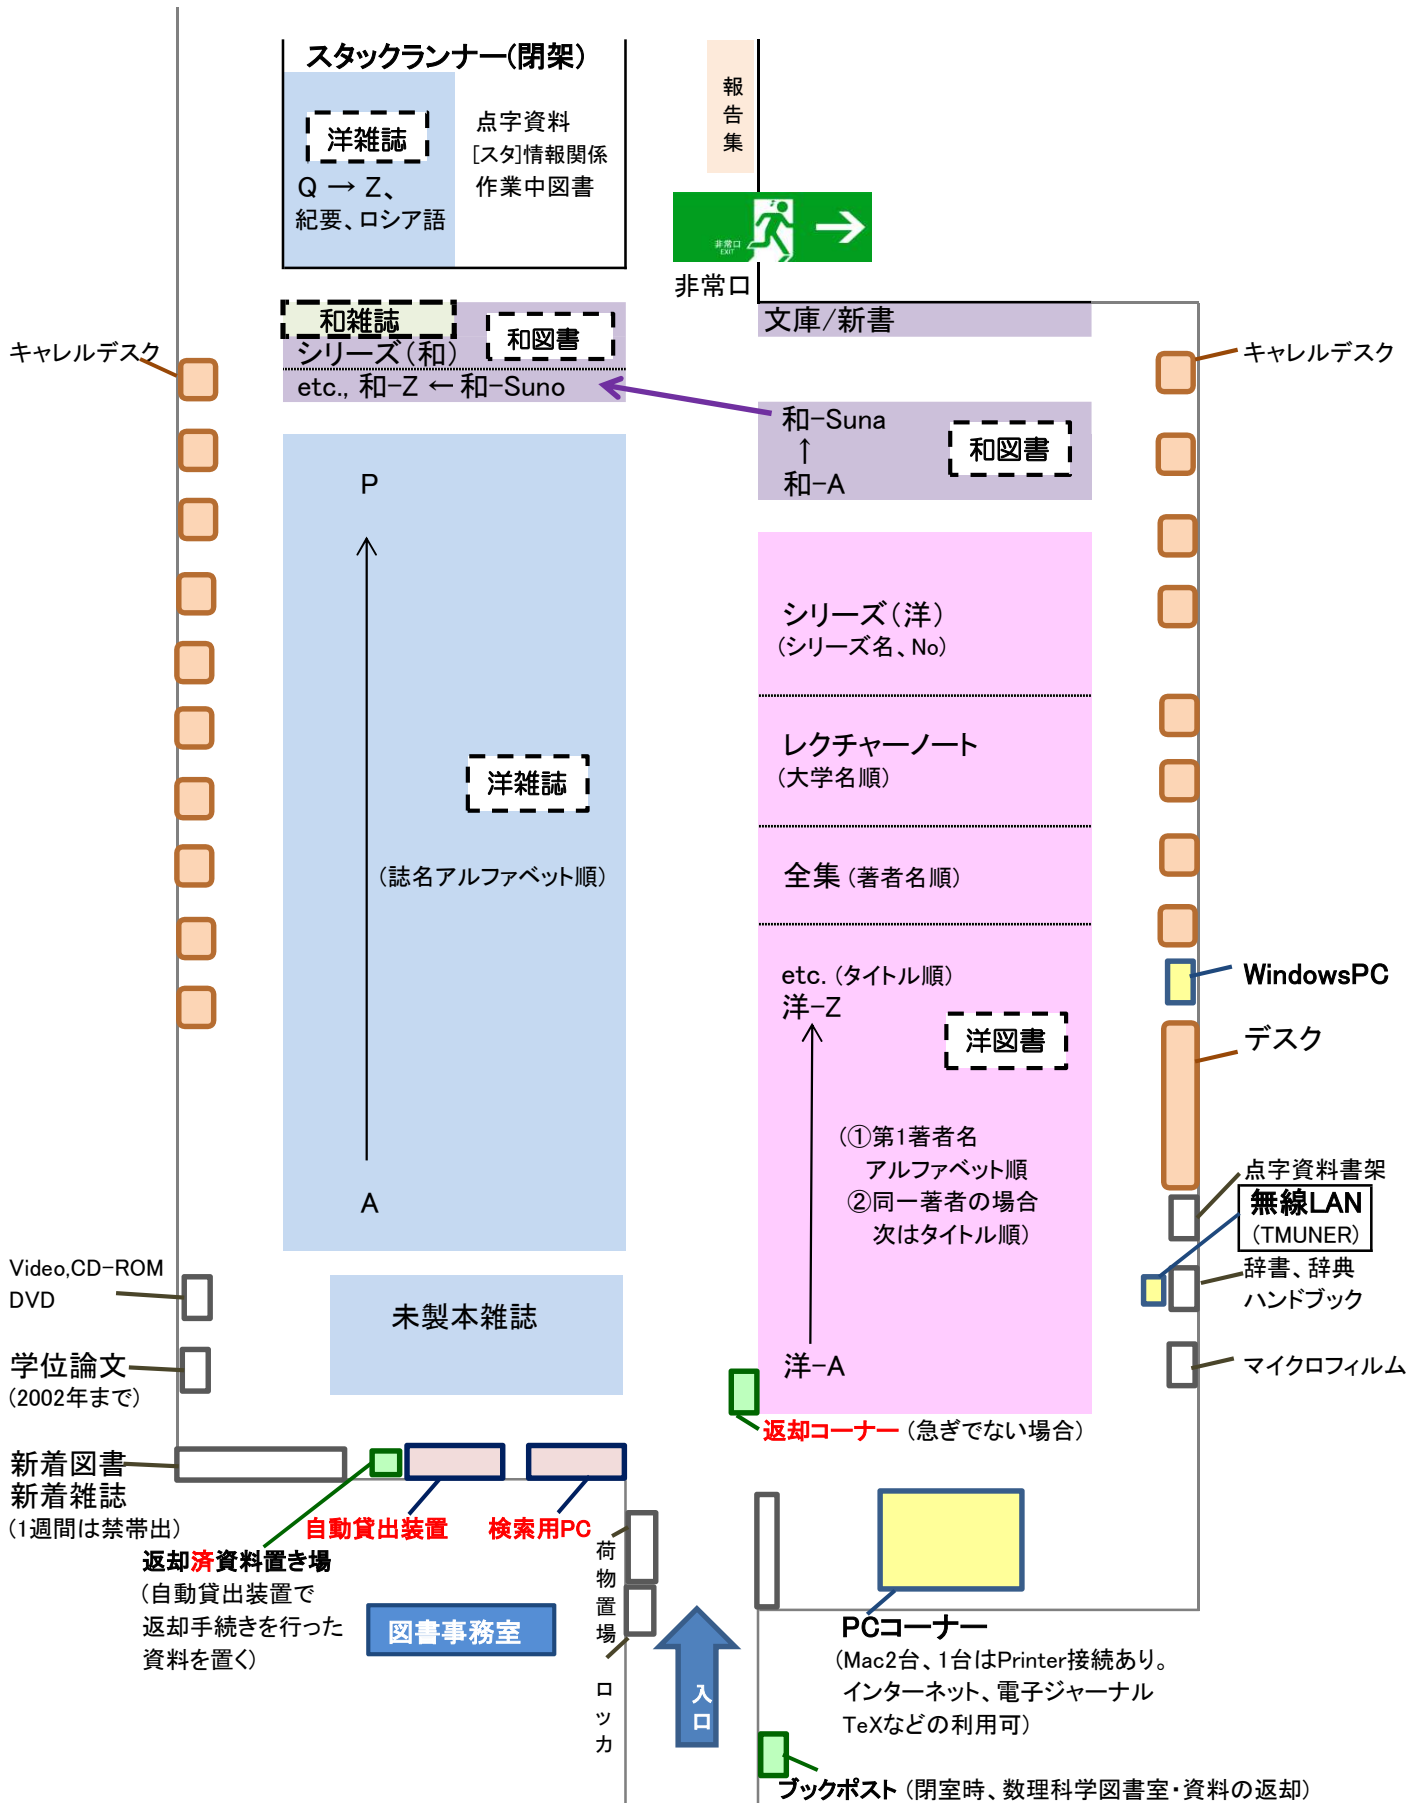 スタックランナー(閉架)
洋雑誌
Q → Z、
紀要、ロシア語
点字資料
[スタ]情報関係
作業中図書
報告集
非常口
EXIT
非常口
和雑誌
シリーズ(和)
和図書
etc., 和-Z ← 和-Suno
文庫/新書
キャレルデスク
キャレルデスク
和-Suna
↑
和-A
和図書
P
洋雑誌
(誌名アルファベット順)
A
シリーズ(洋)
(シリーズ名、No)
レクチャーノート
(大学名順)
全集 (著者名順)
etc. (タイトル順)
洋-Z
洋図書
(①第1著者名
アルファベット順
②同一著者の場合
次はタイトル順)
洋-A
WindowsPC
デスク
点字資料書架
無線LAN
(TMUNER)
辞書、辞典
ハンドブック
マイクロフィルム
Video,CD-ROM
DVD
未製本雑誌
学位論文
(2002年まで)
返却コーナー (急ぎでない場合)
新着図書
新着雑誌
(1週間は禁帯出)
自動貸出装置
検索用PC
返却済資料置き場
(自動貸出装置で
返却手続きを行った
資料を置く)
図書事務室
荷物置場
ロッカ
入口
PCコーナー
(Mac2台、1台はPrinter接続あり。
インターネット、電子ジャーナル
TeXなどの利用可)
ブックポスト (閉室時、数理科学図書室・資料の返却)